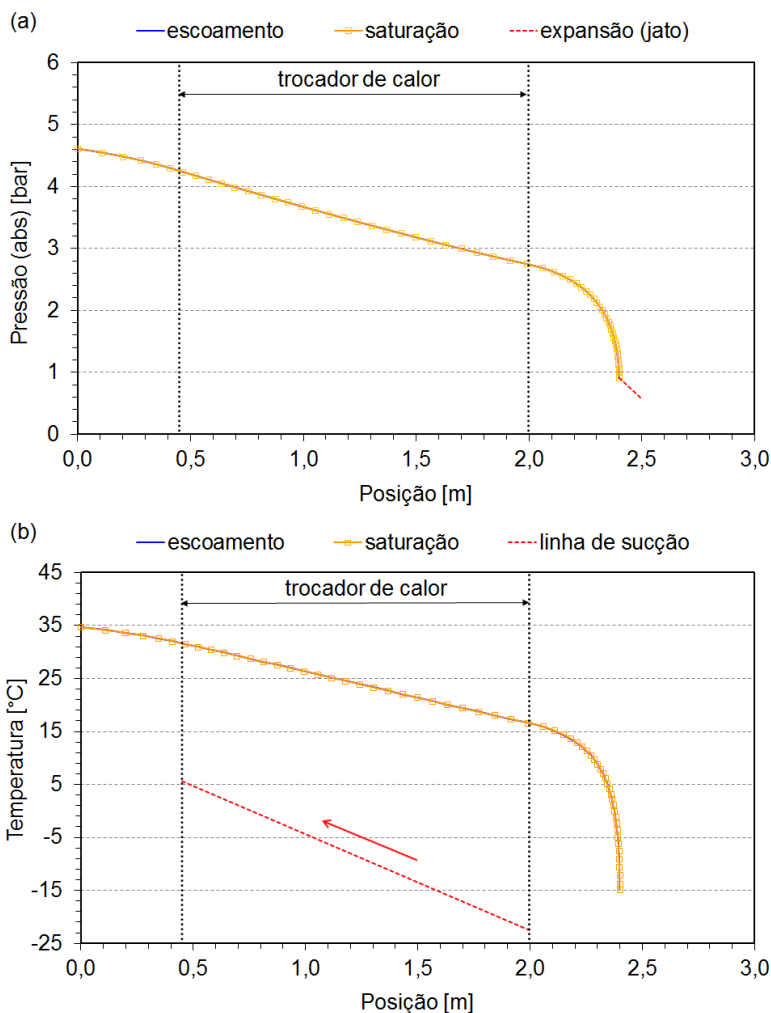 (a)
escoamento saturação expansão (jato)
trocador de calor
Pressão (abs) [bar]
6
5
4
3
2
1
0
0,0 0,5 1,0 1,5 2,0 2,5 3,0
Posição [m]
(b)
escoamento saturação linha de sucção
trocador de calor
Temperatura [°C]
45
35
25
15
5
-5
-15
-25
0,0 0,5 1,0 1,5 2,0 2,5 3,0
Posição [m]